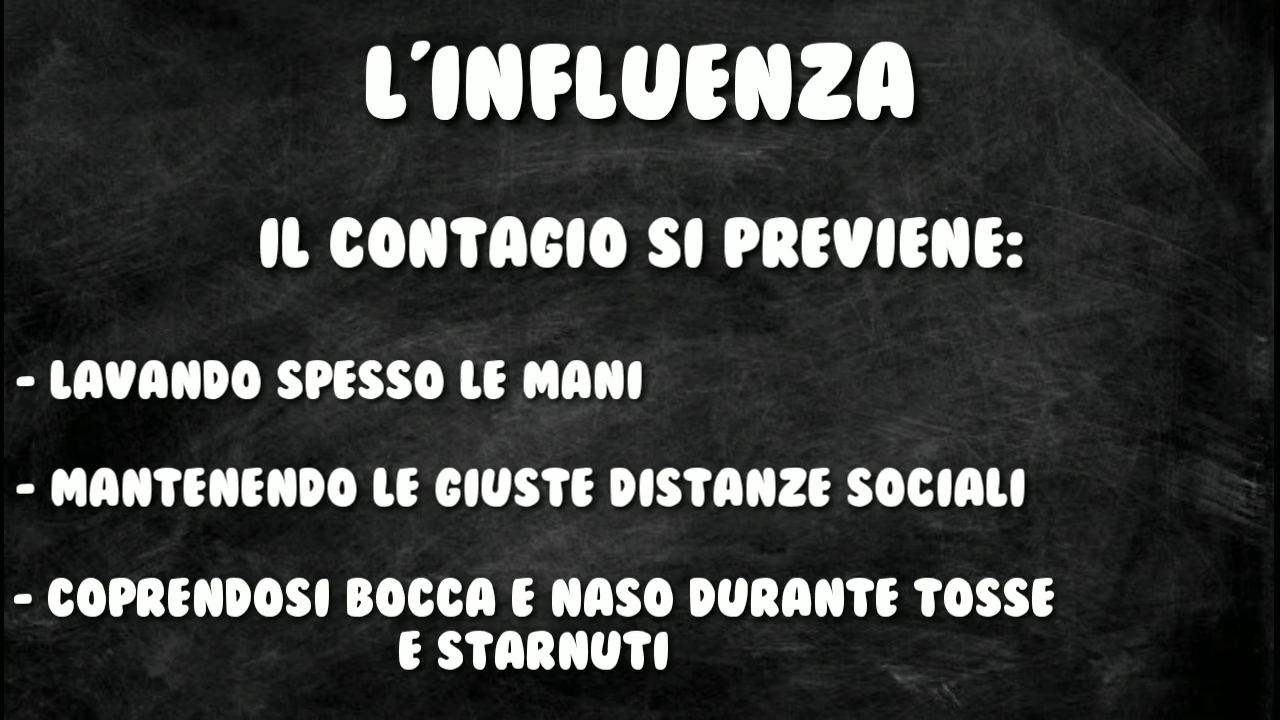 L'INFLUENZA
IL CONTAGIO SI PREVIENE:
- LAVANDO SPESSO LE MANI
- MANTENENDO LE GIUSTE DISTANZE SOCIALI
- COPRENDOSI BOCCA E NASO DURANTE TOSSE
E STARNUTI